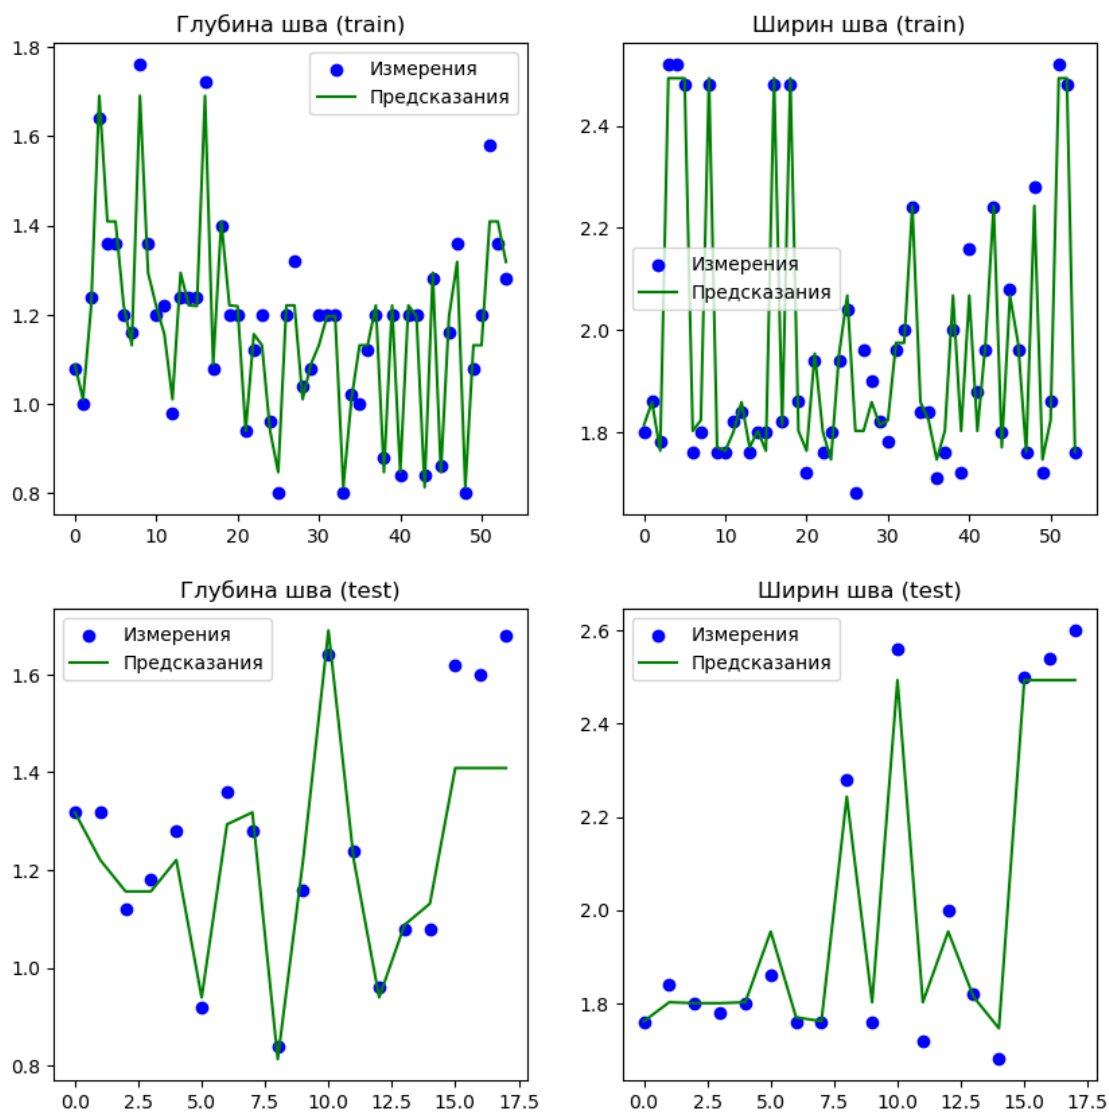 Глубина шва (train)
1.8
1.6
1.4
1.2
1.0
0.8
Измерения
Предсказания
0 10 20 30 40 50
Ширин шва (train)
2.4
2.2
2.0
1.8
Измерения
Предсказания
0 10 20 30 40 50
Глубина шва (test)
1.6
1.4
1.2
1.0
0.8
Измерения
Предсказания
0.0 2.5 5.0 7.5 10.0 12.5 15.0 17.5
Ширин шва (test)
2.6
2.4
2.2
2.0
1.8
Измерения
Предсказания
0.0 2.5 5.0 7.5 10.0 12.5 15.0 17.5